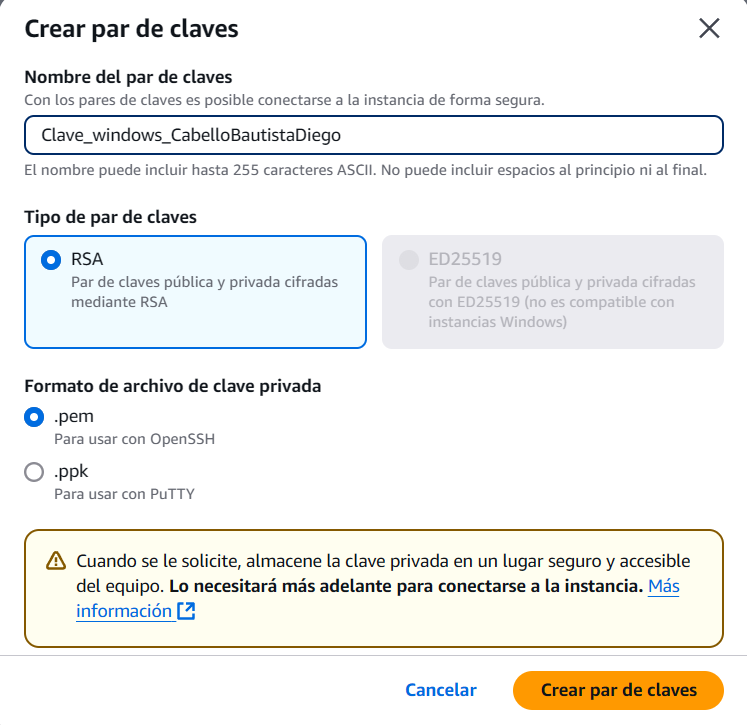 Crear par de claves
Nombre del par de claves
Con los pares de claves es posible conectarse a la instancia de forma segura.
Clave_windows_CabelloBautistaDiego
El nombre puede incluir hasta 255 caracteres ASCII. No puede incluir espacios al principio ni al final.
Tipo de par de claves
RSA
Par de claves pública y privada cifradas
mediante RSA
ED25519
Par de claves pública y privada cifradas
con ED25519 (no es compatible con
instancias Windows)
Formato de archivo de clave privada
.pem
Para usar con OpenSSH
.ppk
Para usar con PuTTY
Cuando se le solicite, almacene la clave privada en un lugar seguro y accesible
del equipo. Lo necesitará más adelante para conectarse a la instancia. Más
información
Cancelar
Crear par de claves